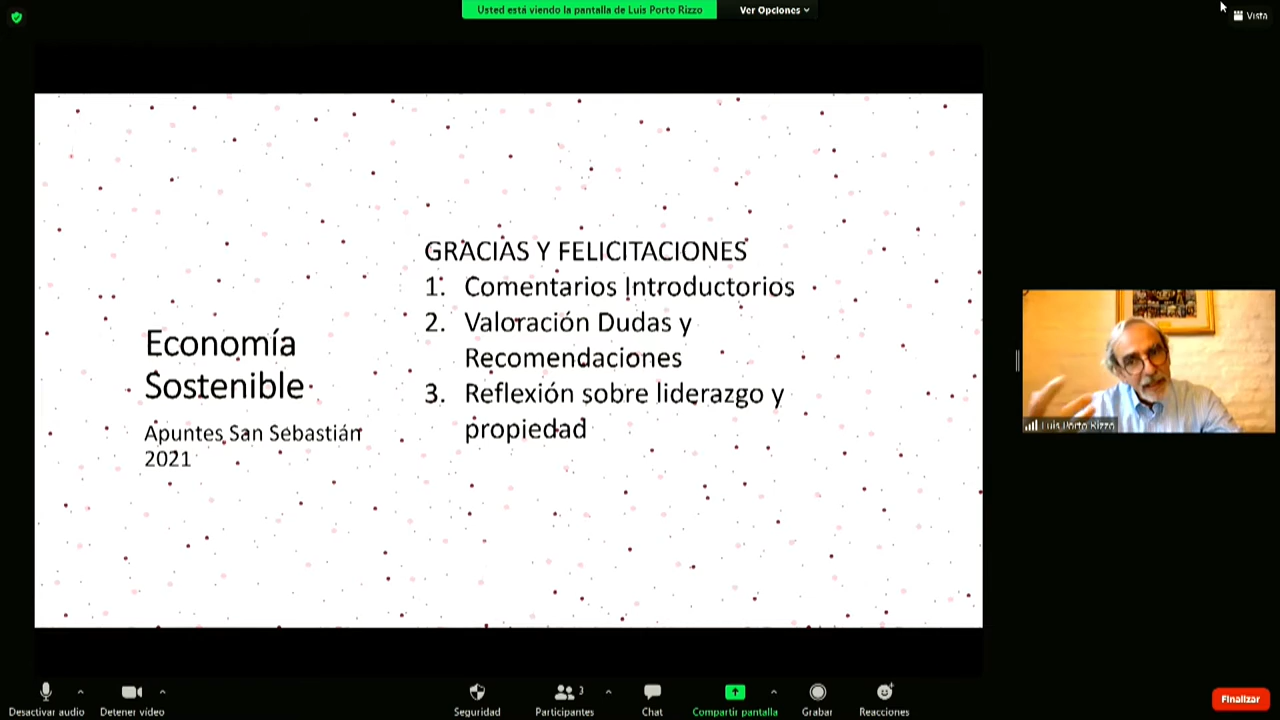 Usted está viendo la pantalla de Luis Porto Rizzo
Ver Opciones
Vista
GRACIAS Y FELICITACIONES
1. Comentarios Introductorios
2. Valoración Dudas y
Recomendaciones
3. Reflexión sobre liderazgo y
propiedad
Economía
Sostenible
Apuntes San Sebastián
2021
Luis Porto Rizzo
Desactivar audio
Detener vídeo
Seguridad
3
Participantes
Chat
Compartir pantalla
Grabar
Reacciones
Finalizar